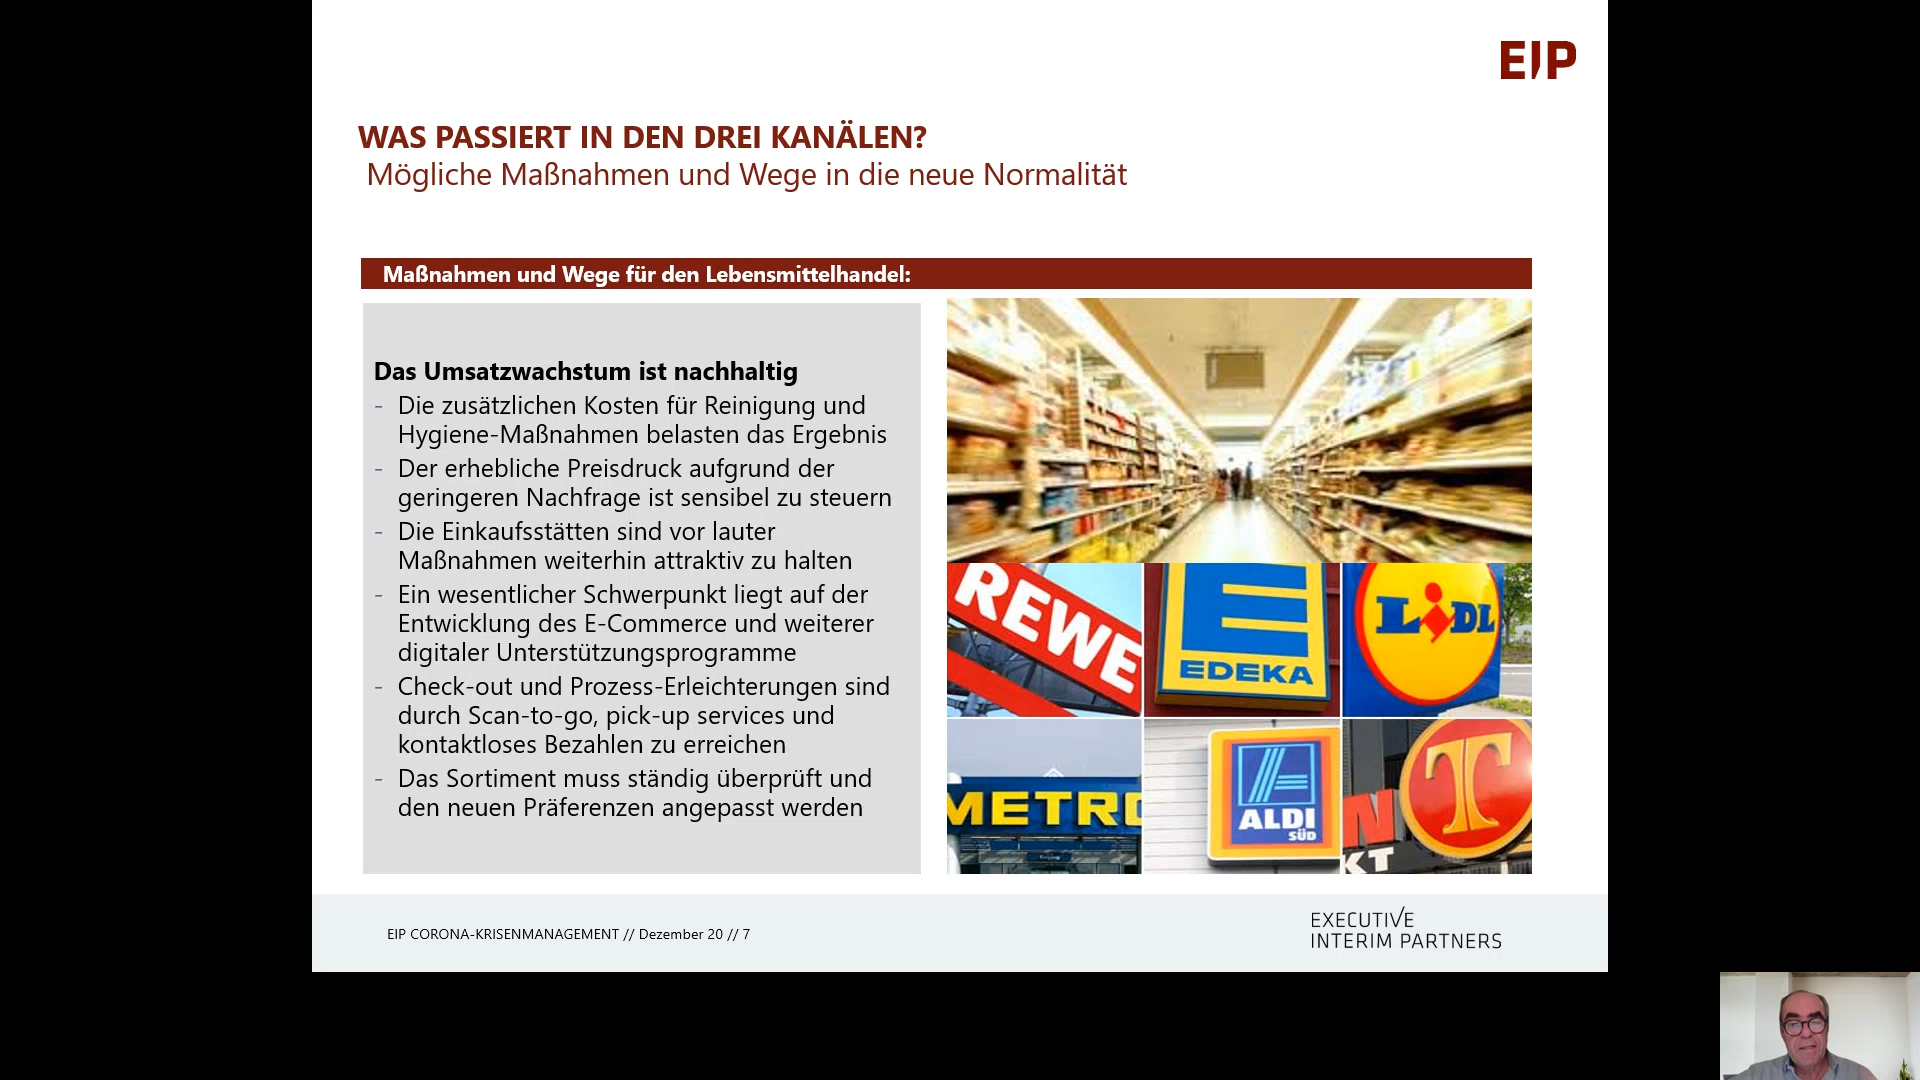 EIP
WAS PASSIERT IN DEN DREI KANÄLEN?
Mögliche Maßnahmen und Wege in die neue Normalität
Maßnahmen und Wege für den Lebensmittelhandel:
Das Umsatzwachstum ist nachhaltig
- Die zusätzlichen Kosten für Reinigung und
Hygiene-Maßnahmen belasten das Ergebnis
- Der erhebliche Preisdruck aufgrund der
geringeren Nachfrage ist sensibel zu steuern
- Die Einkaufsstätten sind vor lauter
Maßnahmen weiterhin attraktiv zu halten
- Ein wesentlicher Schwerpunkt liegt auf der
Entwicklung des E-Commerce und weiterer
digitaler Unterstützungsprogramme
- Check-out und Prozess-Erleichterungen sind
durch Scan-to-go, pick-up services und
kontaktloses Bezahlen zu erreichen
- Das Sortiment muss ständig überprüft und
den neuen Präferenzen angepasst werden
REWE
E
EDEKA
LIDL
METRO
ALDI
SÜD
N
KT
T
EIP CORONA-KRISENMANAGEMENT // Dezember 20 // 7
EXECUTIVE
INTERIM PARTNERS